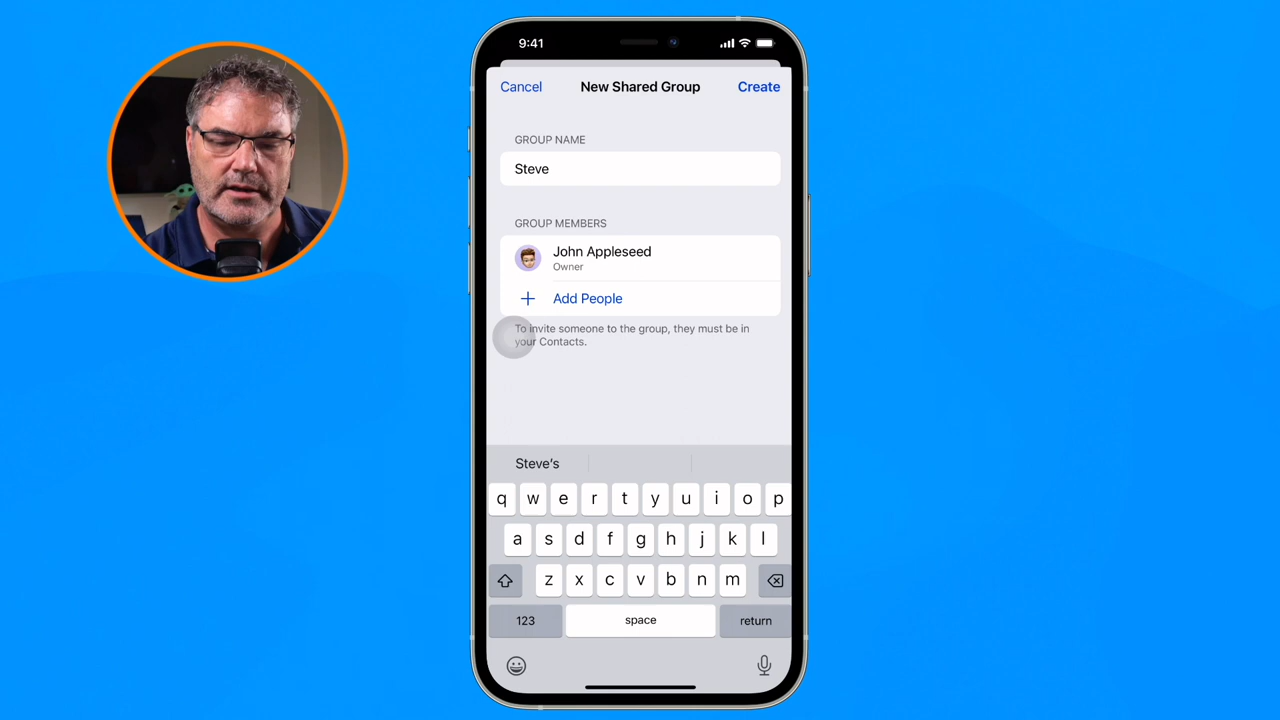 9:41
Cancel New Shared Group Create
GROUP NAME
Steve
GROUP MEMBERS
John Appleseed
Owner
+ Add People
To invite someone to the group, they must be in
your Contacts.
Steve's
q w e r t y u i o p
a s d f g h j k l
z x c v b n m
123 space return